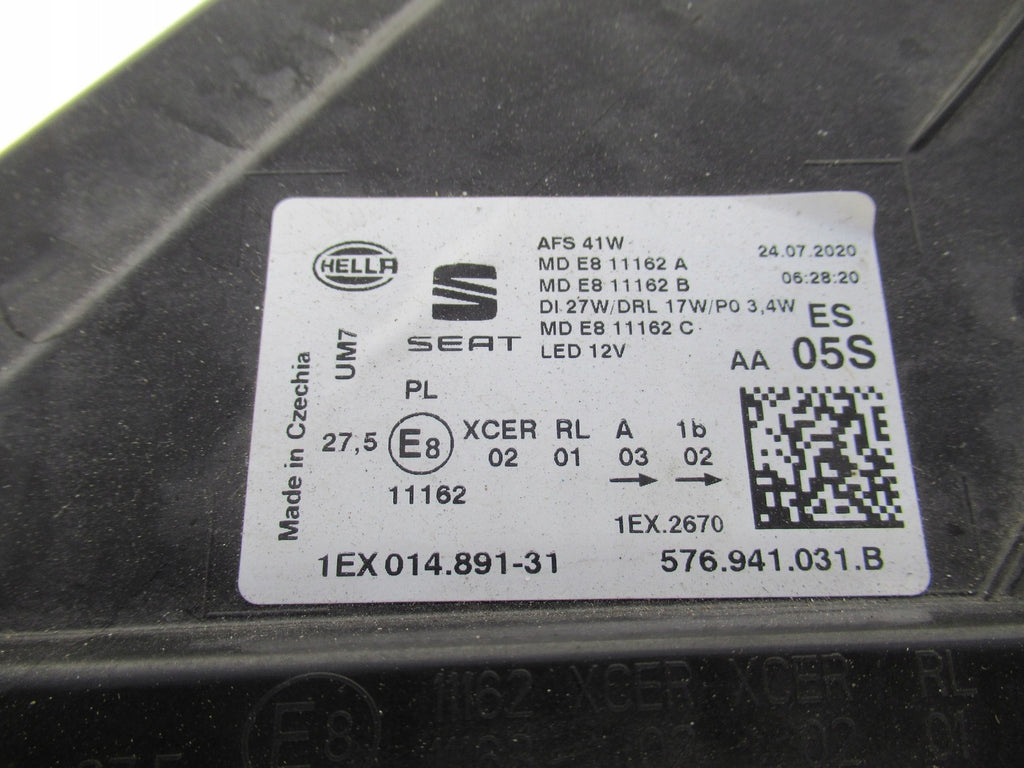 HELLA
SEAT
AFS 41W
MD E8 11162 A
MD E8 11162 B
DI 27W/DRL 17W/P0 3,4W
MD E8 11162 C
LED 12V
24.07.2020
06:28:20
ES
AA 05S
Made in Czechia
UM7
PL
27,5 E8 XCER RL A 1b
02 01 03 02
11162
1EX.2670
1EX 014.891-31
576.941.031.B
E8
11162 XCER XCER RL
02 01